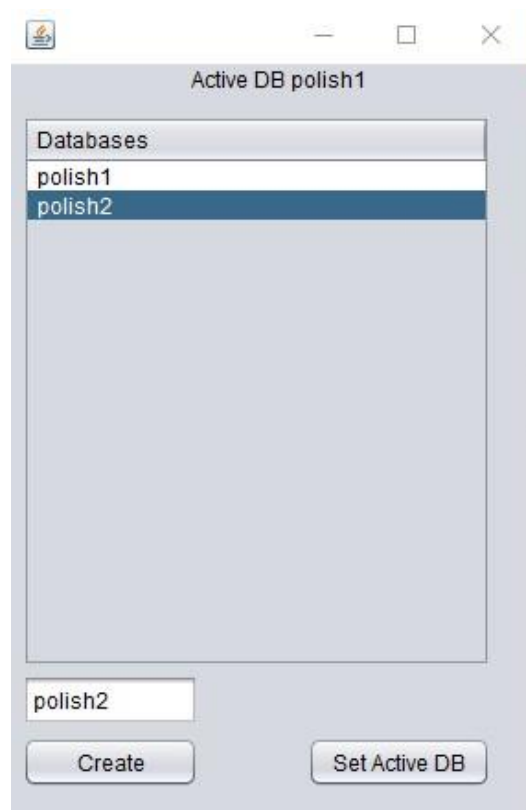 Active DB polish1
Databases
polish1
polish2
polish2
Create
Set Active DB